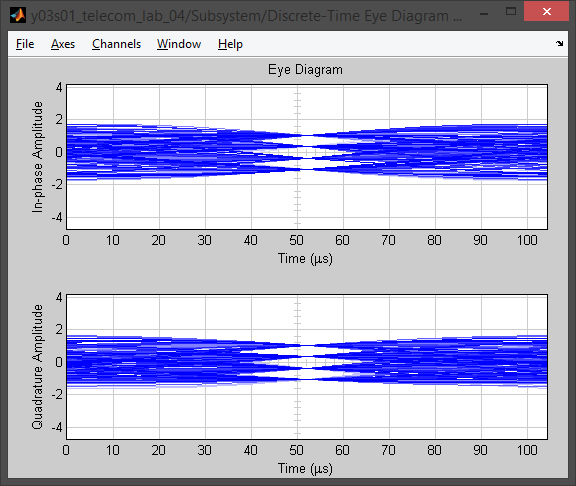 y03s01_telecom_lab_04/Subsystem/Discrete-Time Eye Diagram ...
File Axes Channels Window Help
Eye Diagram
In-phase Amplitude
4
2
0
-2
-4
0 10 20 30 40 50 60 70 80 90 100
Time (µs)
Quadrature Amplitude
4
2
0
-2
-4
0 10 20 30 40 50 60 70 80 90 100
Time (µs)